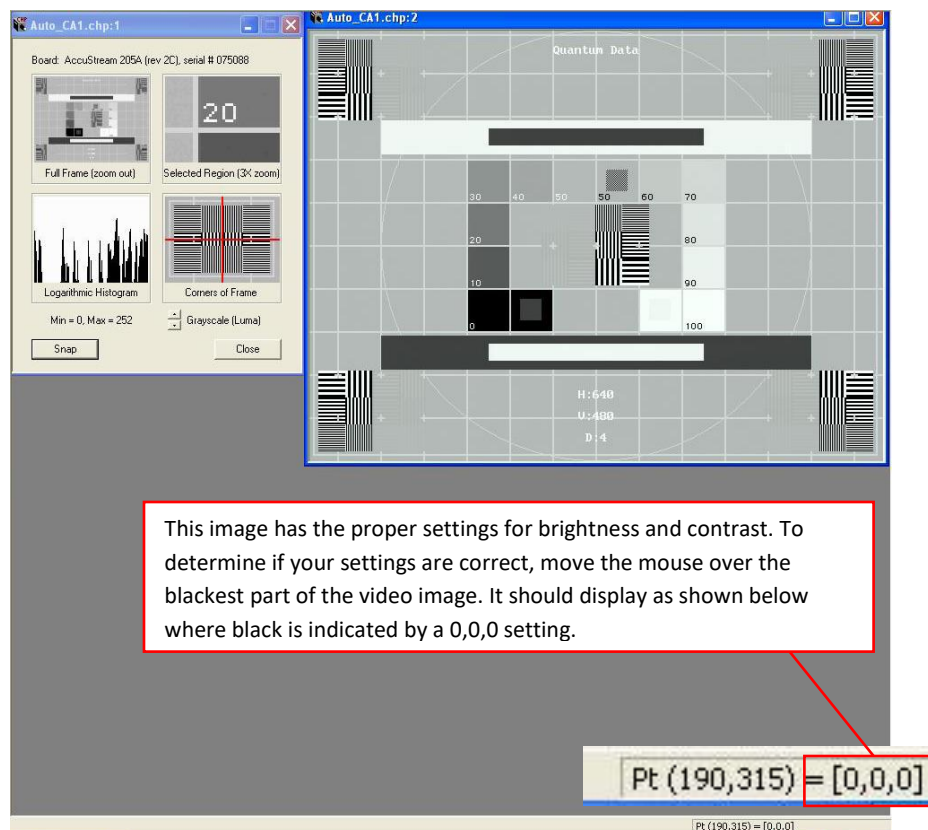 Auto_CA1.chp:1
Board: AccuStream 205A (rev 2C), serial # 075088
20
Full Frame (zoom out)
Selected Region (3X zoom)
Logarithmic Histogram
Corners of Frame
Min = 0, Max = 252
Grayscale (Luma)
Snap
Close
Auto_CA1.chp:2
Quantum Data
30 40 50 50 60 70
20 80
10 90
0 100
H:640
V:480
D:4
This image has the proper settings for brightness and contrast. To
determine if your settings are correct, move the mouse over the
blackest part of the video image. It should display as shown below
where black is indicated by a 0,0,0 setting.
Pt (190,315) = [0,0,0]
Pt (190,315) = [0,0,0]